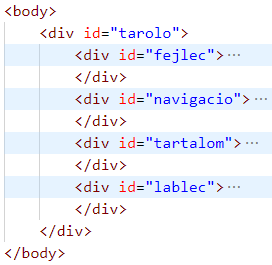 <body>
<div id="tarolo">
<div id="fejlec">···
</div>
<div id="navigacio">···
</div>
<div id="tartalom">···
</div>
<div id="lablec">···
</div>
</div>
</body>